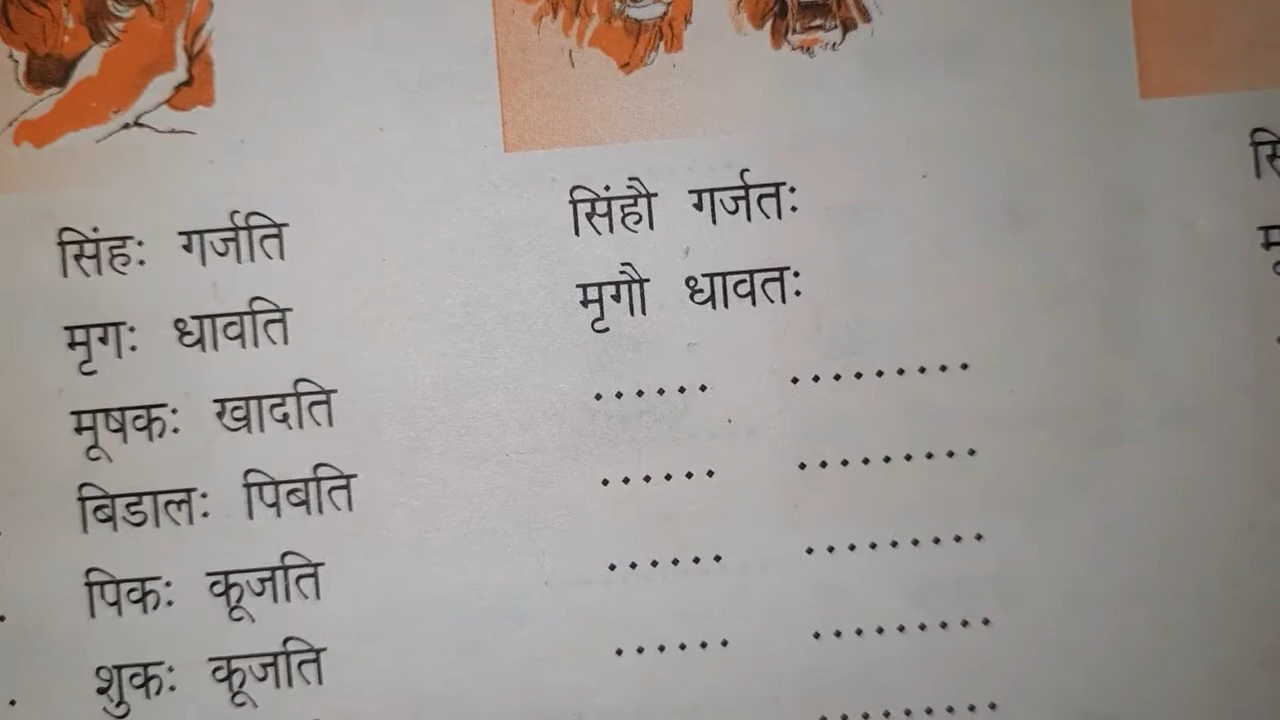 सिंहः गर्जति सिंहौ गर्जतः
मृगः धावति मृगौ धावतः
मूषकः खादति ...... .........
बिडालः पिबति ...... .........
पिकः कूजति ...... .........
शुकः कूजति ...... .........